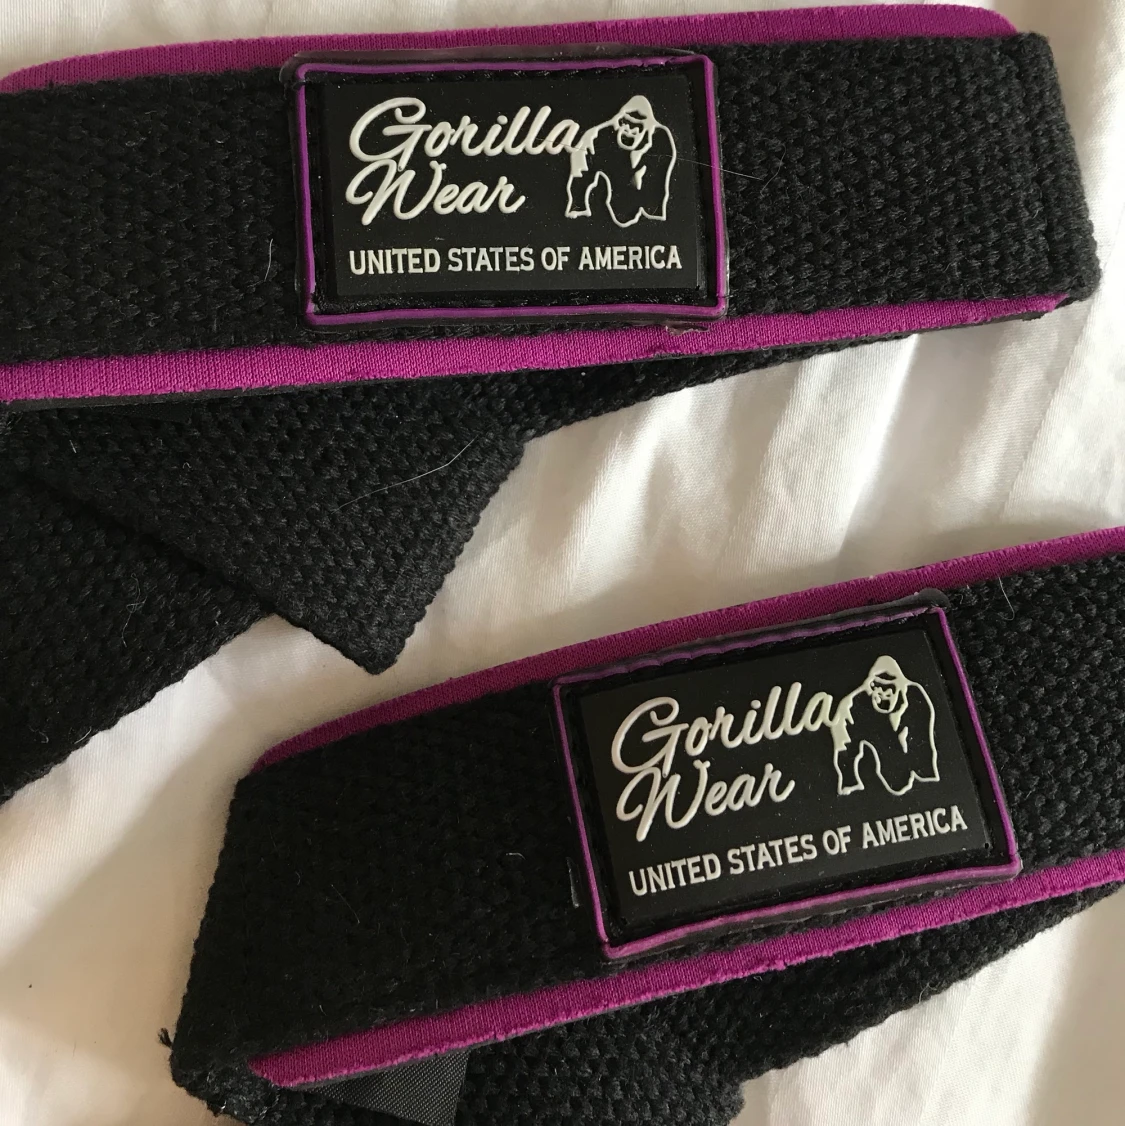 Gorilla
Wear
UNITED STATES OF AMERICA
Gorilla
Wear
UNITED STATES OF AMERICA